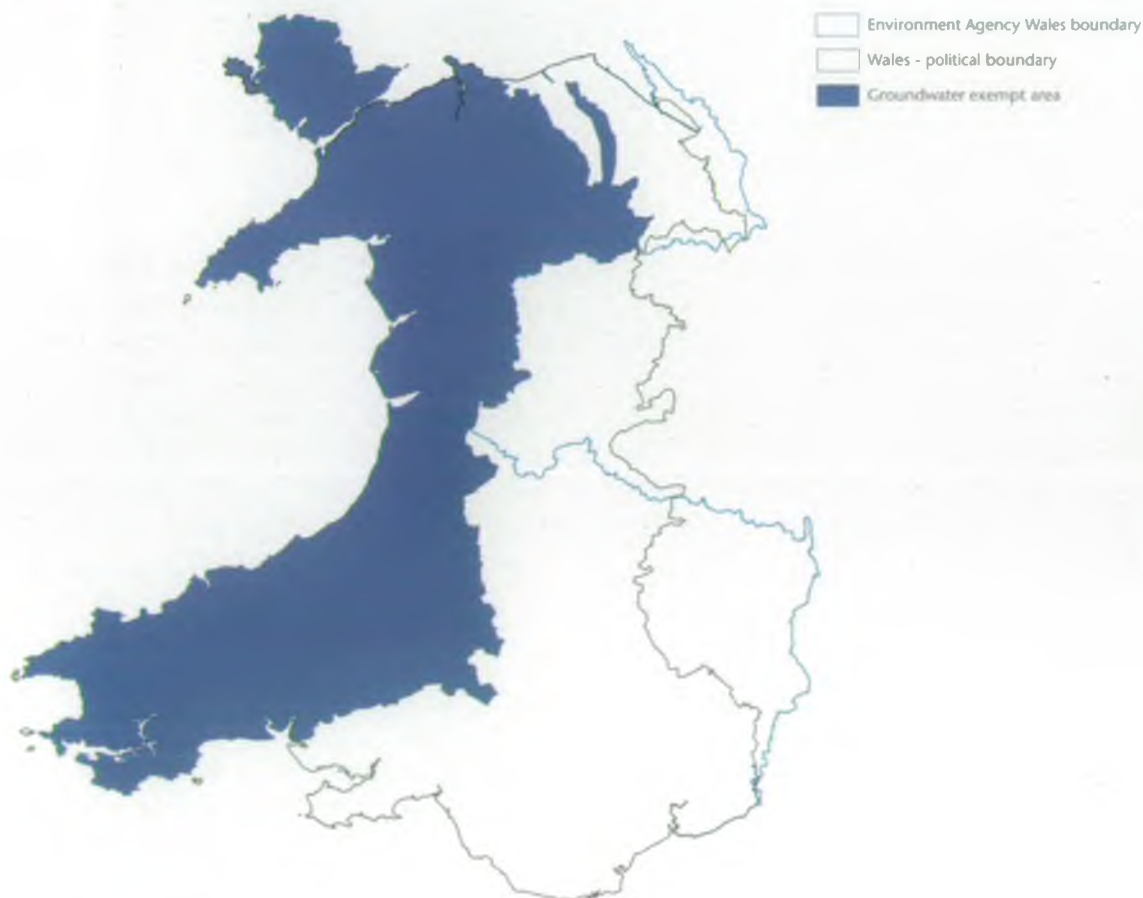 Environment Agency Wales boundary
Wales - political boundary
Groundwater exempt area